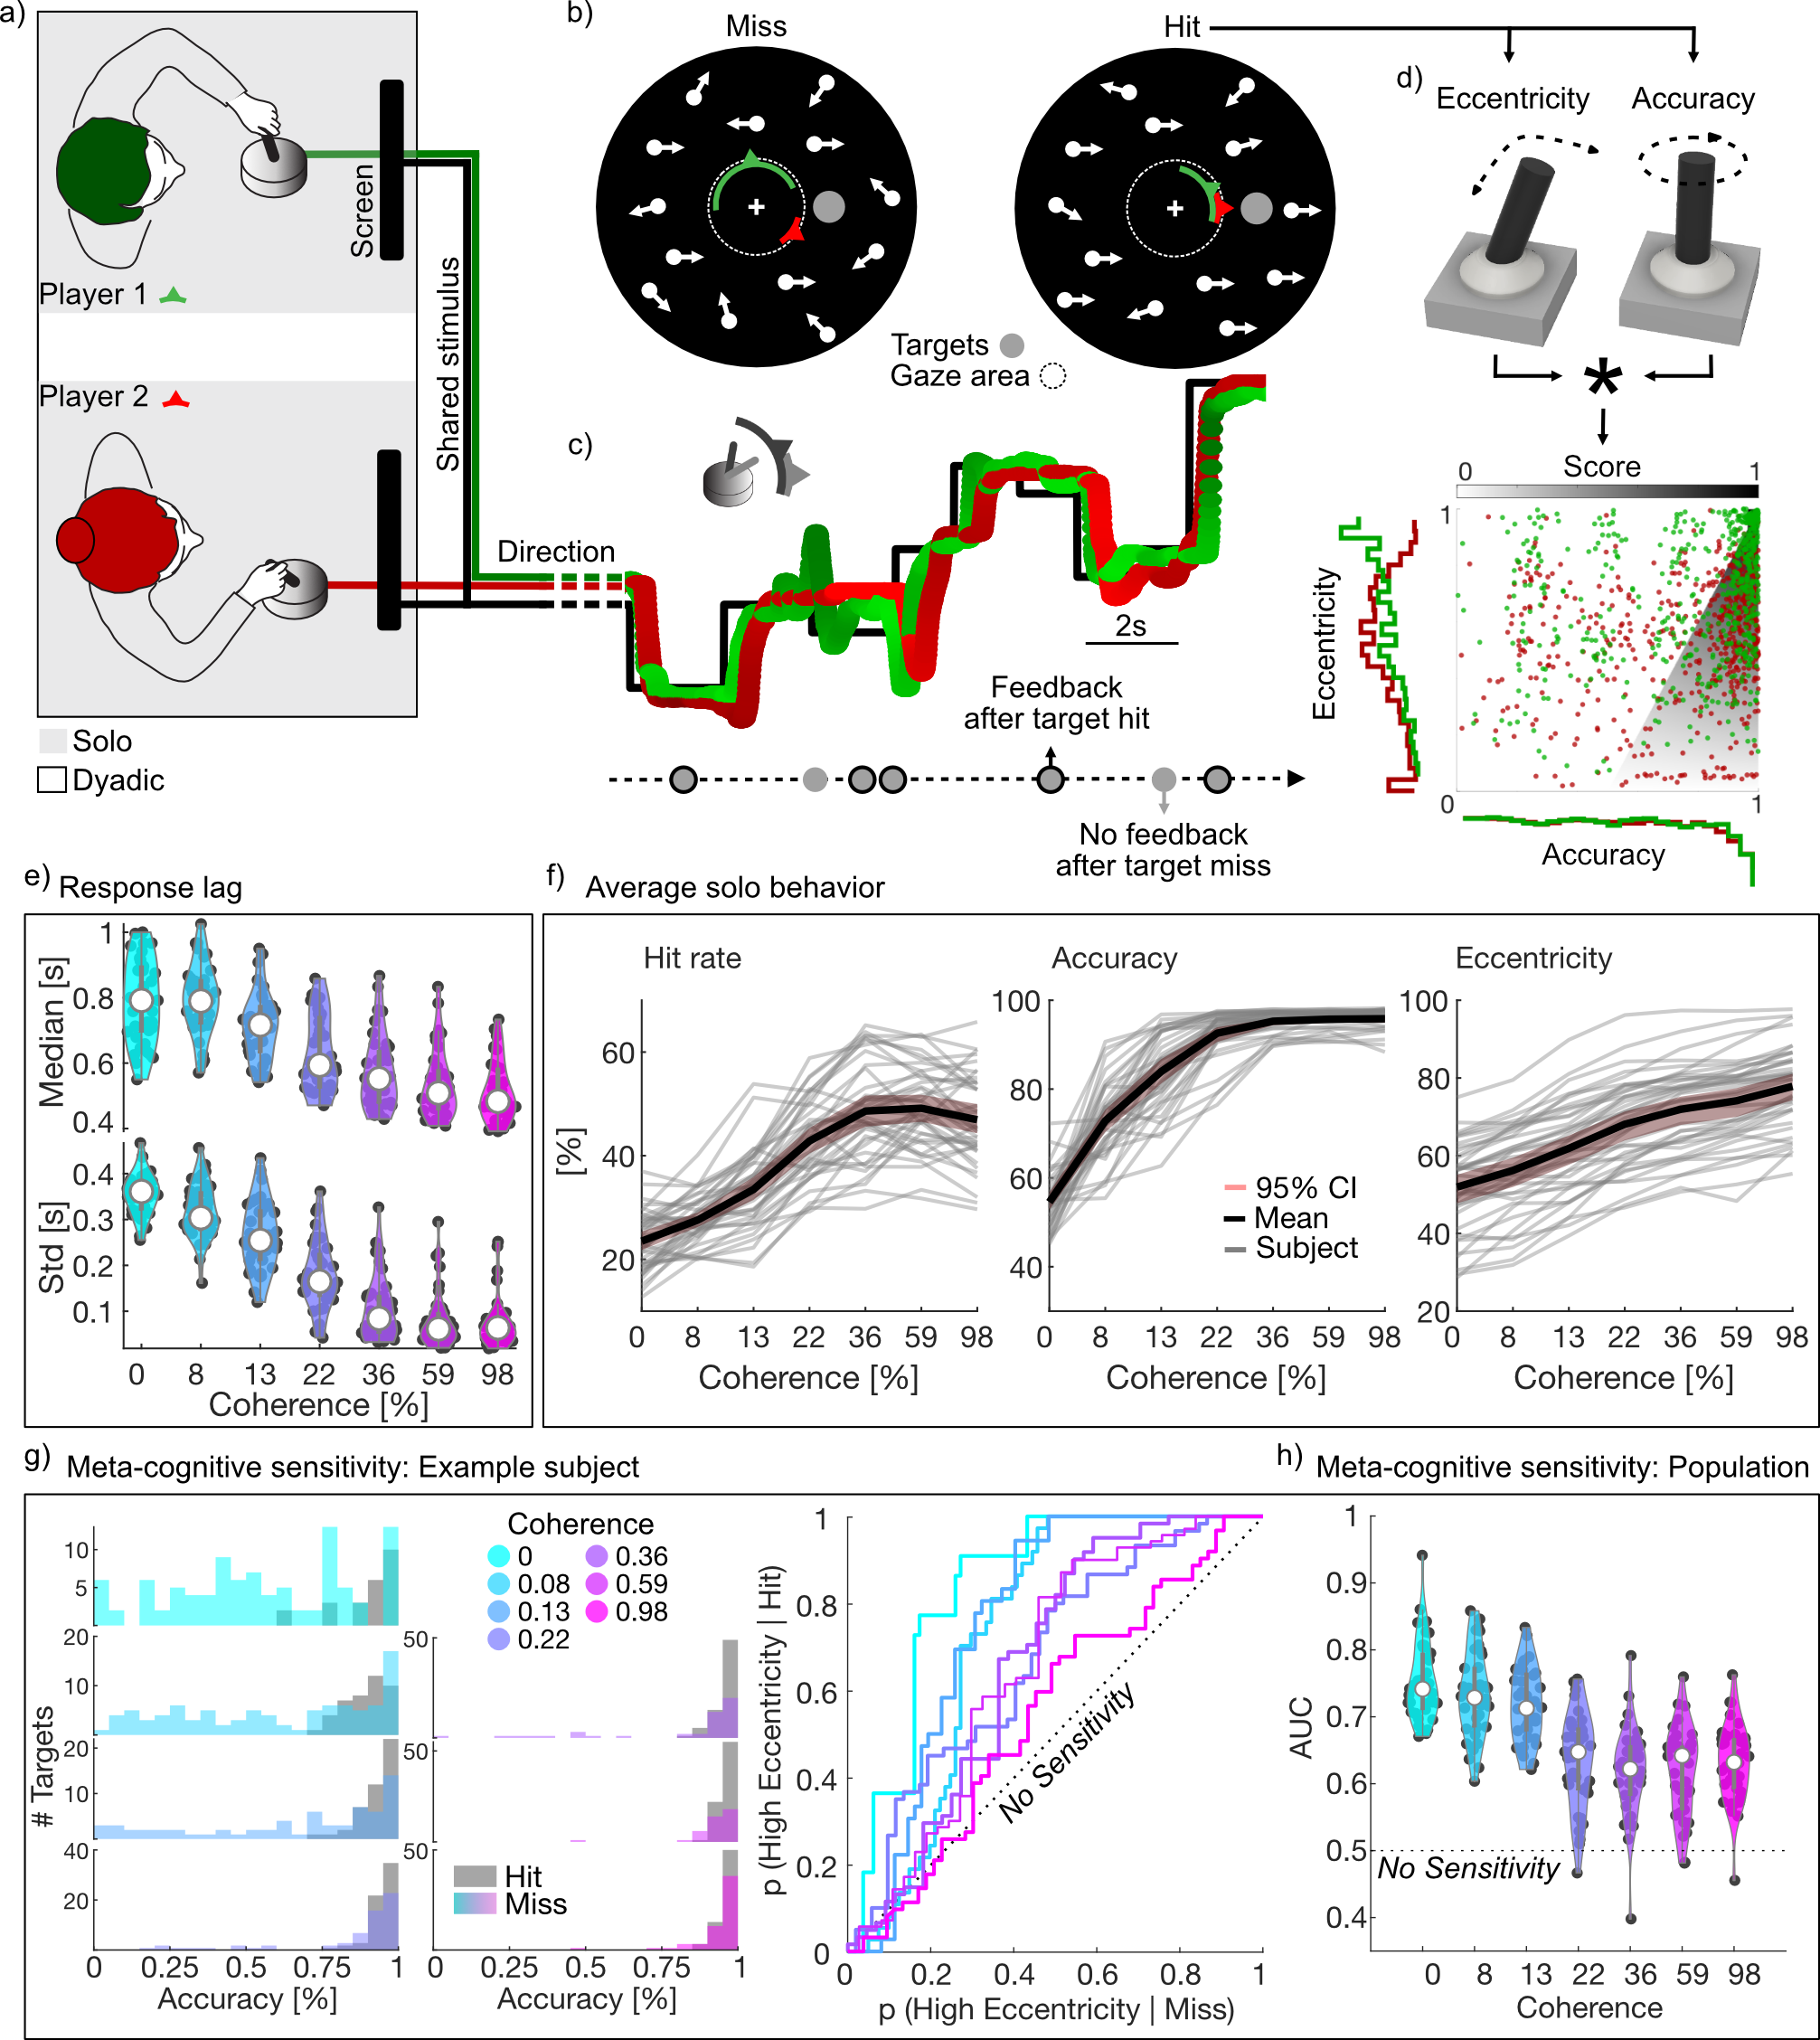 a)
Screen
Player 1
Shared stimulus
Player 2
Solo
Dyadic
b)
Miss
Hit
Targets
Gaze area
d)
Eccentricity
Accuracy
*
Score
0
1
1
Eccentricity
0
1
Accuracy
c)
Direction
2s
Feedback
after target hit
No feedback
after target miss
e)
Response lag
Median [s]
1
0.8
0.6
0.4
Std [s]
0.4
0.3
0.2
0.1
0 8 13 22 36 59 98
Coherence [%]
f)
Average solo behavior
Hit rate
[%]
60
40
20
0 8 13 22 36 59 98
Coherence [%]
Accuracy
100
80
60
40
95% CI
Mean
Subject
0 8 13 22 36 59 98
Coherence [%]
Eccentricity
100
80
60
40
20
0 8 13 22 36 59 98
Coherence [%]
g)
Meta-cognitive sensitivity: Example subject
# Targets
10
5
20
10
20
10
40
20
0 0.25 0.5 0.75 1
Accuracy [%]
Coherence
0 0.36
0.08 0.59
0.13 0.98
0.22
50
50
50
Hit
Miss
0 0.25 0.5 0.75 1
Accuracy [%]
p (High Eccentricity | Hit)
1
0.8
0.6
0.4
0.2
0
No Sensitivity
0 0.2 0.4 0.6 0.8 1
p (High Eccentricity | Miss)
h)
Meta-cognitive sensitivity: Population
AUC
1
0.9
0.8
0.7
0.6
0.5
0.4
No Sensitivity
0 8 13 22 36 59 98
Coherence